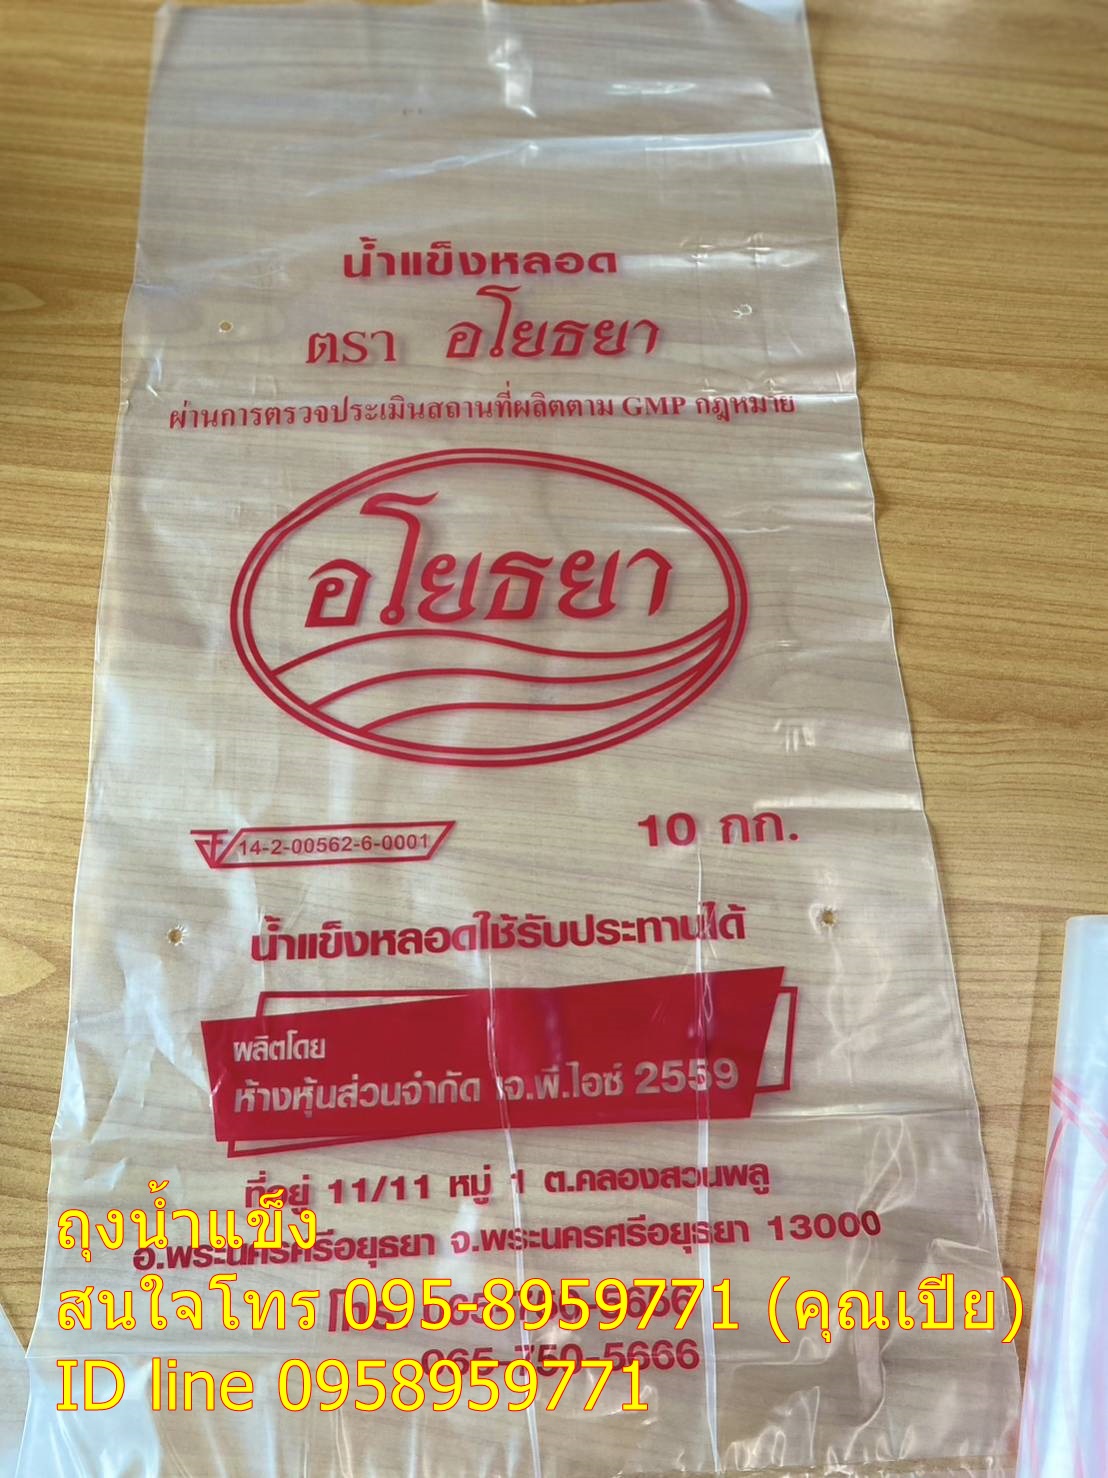 น้ำแข็งหลอด
ตรา อโยธยา
ผ่านการตรวจประเมินสถานที่ผลิตตาม GMP กฎหมาย
อโยธยา
14-2-00562-6-0001
10 กก.
น้ำแข็งหลอดใช้รับประทานได้
ผลิตโดย
ห้างหุ้นส่วนจำกัด เจ.พี.ไอซ์ 2559
ที่อยู่ 11/11 หมู่ 1 ต.คลองสวนพลู
อ.พระนครศรีอยุธยา จ.พระนครศรีอยุธยา 13000
โทร
065-750-5666
ถุงน้ำแข็ง
สนใจโทร 095-8959771 (คุณเปีย)
ID line 0958959771